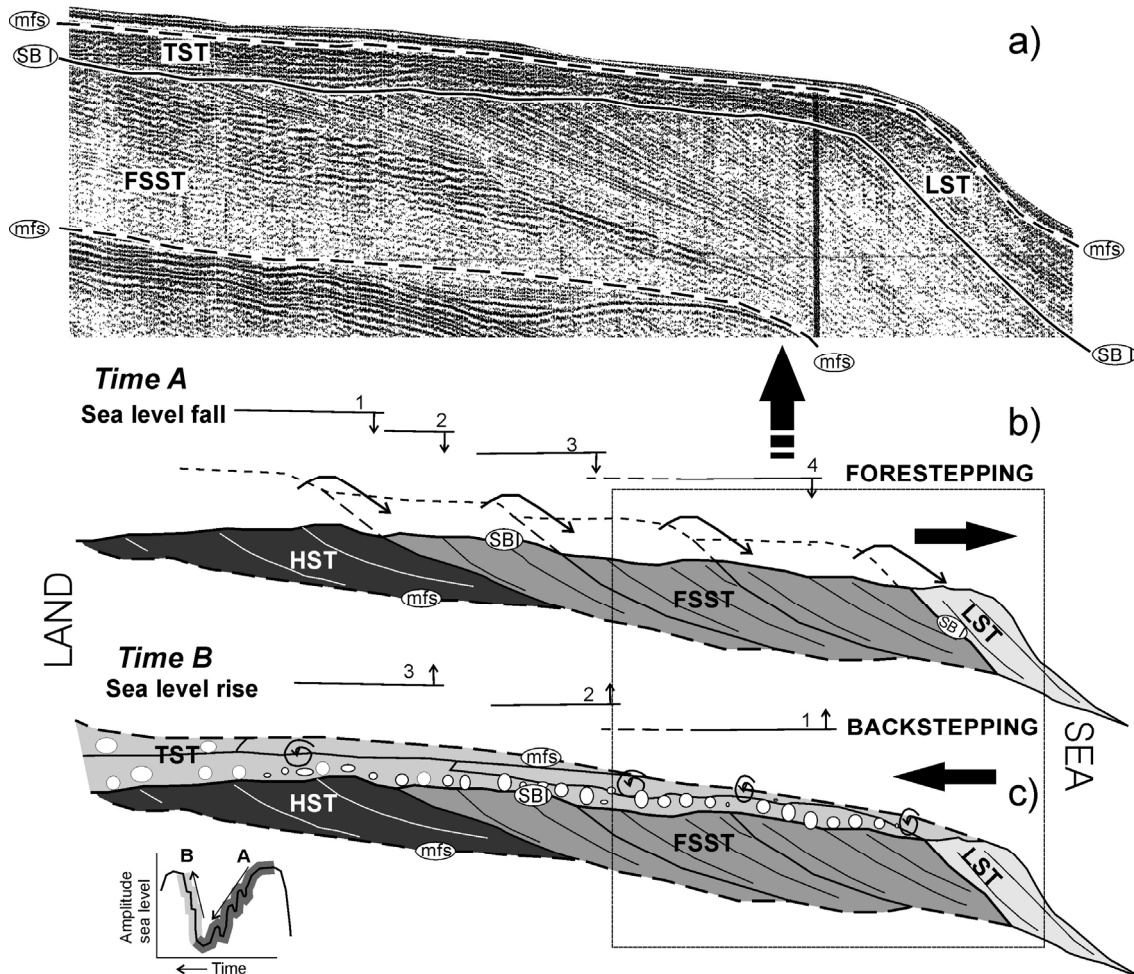 a)
mfs
TST
SB I
FSST
LST
mfs
mfs
mfs
SB I
Time A
Sea level fall
1
2
3
4
b)
FORESTEPPING
SBI
HST
mfs
FSST
SB I
LST
LAND
Time B
Sea level rise
3
2
1
BACKSTEPPING
SEA
c)
TST
mfs
SBI
HST
mfs
FSST
LST
B
A
Amplitude
sea level
Time